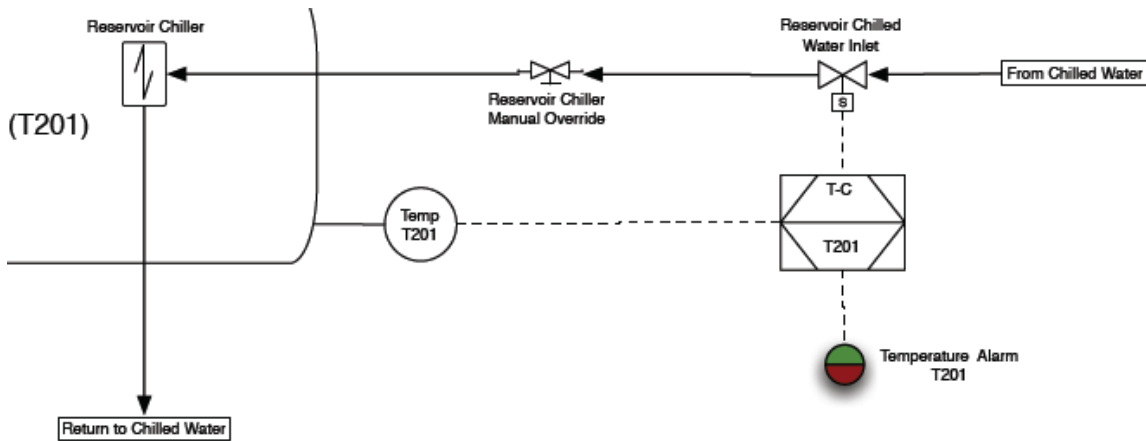 Reservoir Chiller
Reservoir Chilled
Water Inlet
From Chilled Water
S
Reservoir Chiller
Manual Override
(T201)
T-C
T201
Temp
T201
Temperature Alarm
T201
Return to Chilled Water